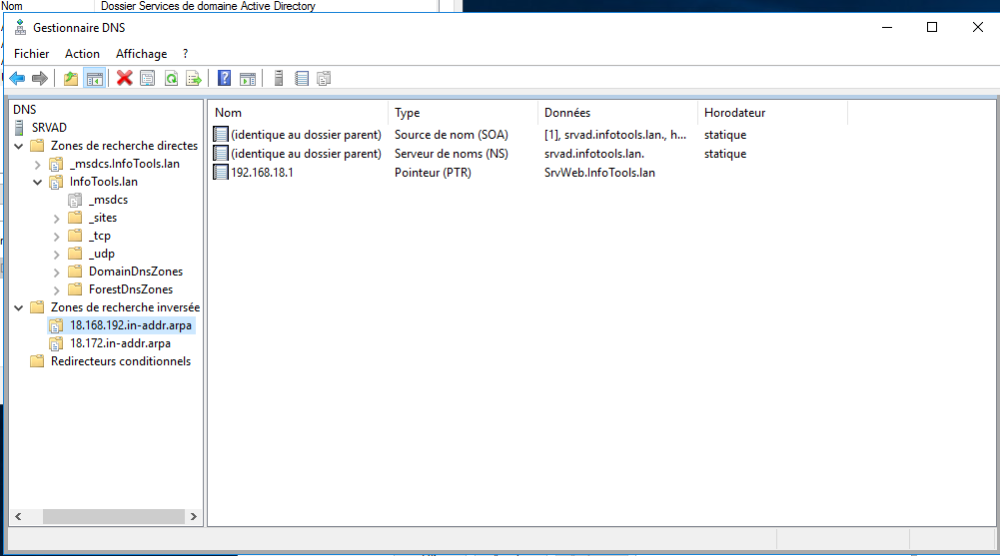 Nom Dossier Services de domaine Active Directory
Gestionnaire DNS
Fichier Action Affichage ?
DNS
SRVAD
Zones de recherche directes
_msdcs.InfoTools.lan
InfoTools.lan
_msdcs
_sites
_tcp
_udp
DomainDnsZones
ForestDnsZones
Zones de recherche inversée
18.168.192.in-addr.arpa
18.172.in-addr.arpa
Redirecteurs conditionnels
Nom Type Données Horodateur
(identique au dossier parent) Source de nom (SOA) [1], srvad.infotools.lan., h... statique
(identique au dossier parent) Serveur de noms (NS) srvad.infotools.lan. statique
192.168.18.1 Pointeur (PTR) SrvWeb.InfoTools.lan